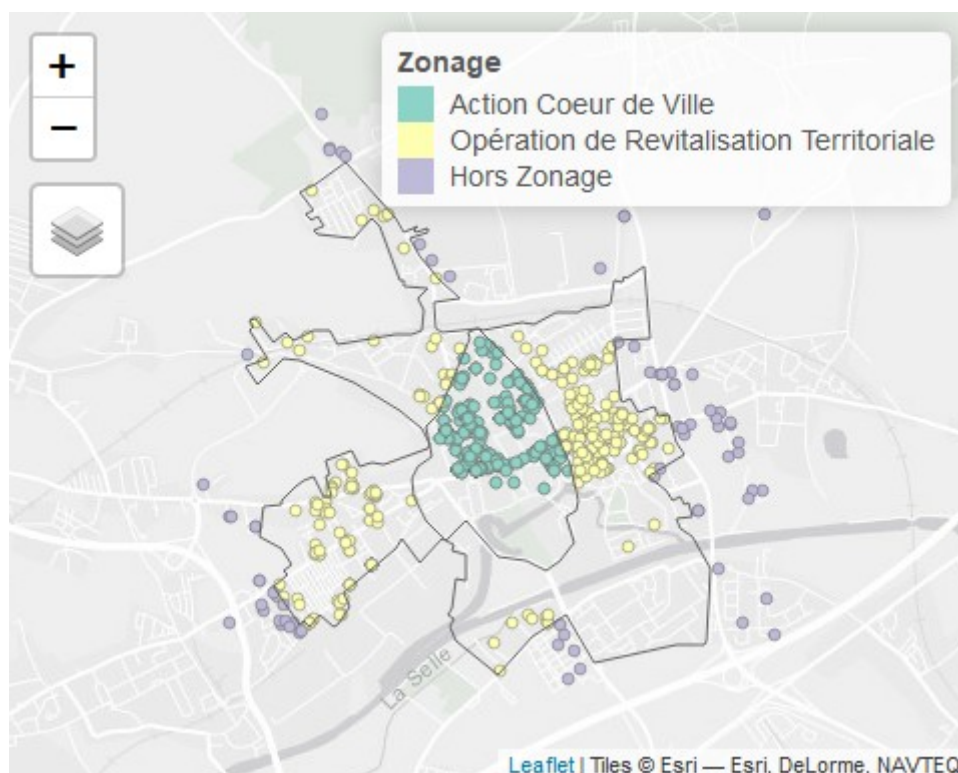 +
−
Zonage
Action Coeur de Ville
Opération de Revitalisation Territoriale
Hors Zonage
La Selle
Leaflet | Tiles © Esri — Esri, DeLorme, NAVTEQ